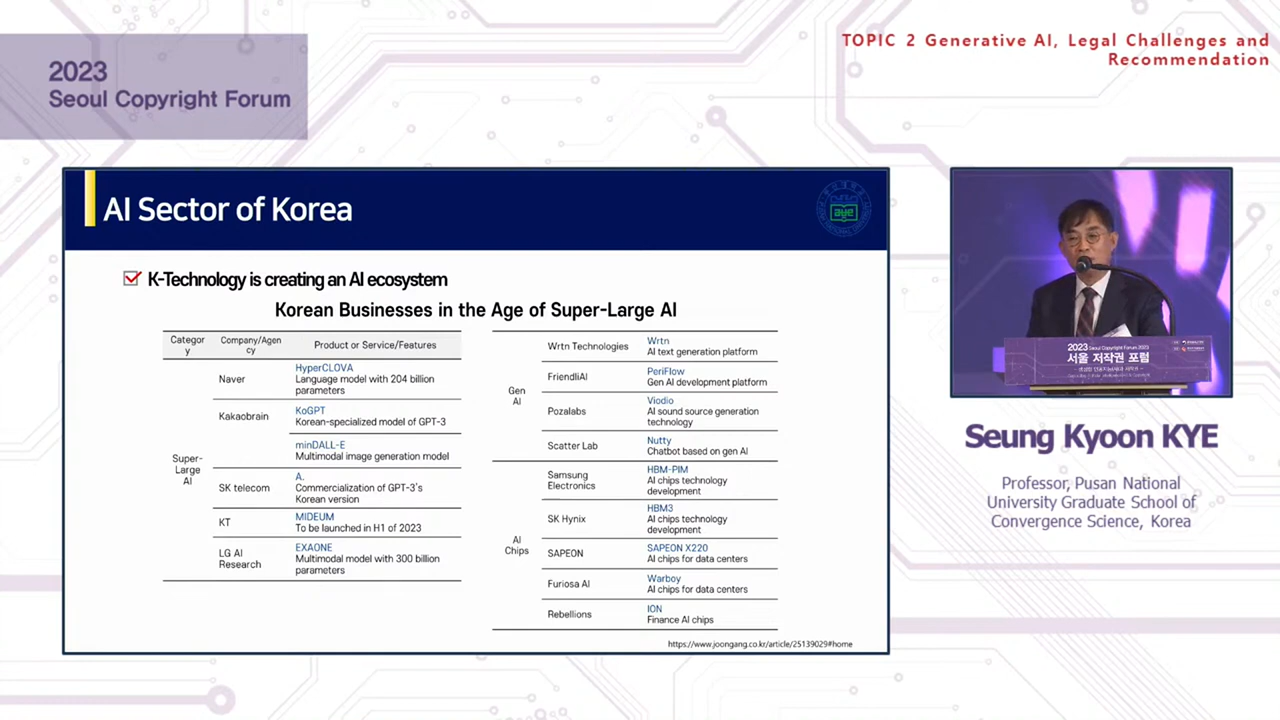 TOPIC 2 Generative AI, Legal Challenges and
Recommendation
2023
Seoul Copyright Forum
AI Sector of Korea
K-Technology is creating an AI ecosystem
Korean Businesses in the Age of Super-Large AI
Categor
y
Company/Agen
cy
Product or Service/Features
Super-
Large
AI
Naver
HyperCLOVA
Language model with 204 billion
parameters
Kakaobrain
KoGPT
Korean-specialized model of GPT-3
minDALL-E
Multimodal image generation model
SK telecom
A.
Commercialization of GPT-3's
Korean version
KT
MIDEUM
To be launched in H1 of 2023
LG AI
Research
EXAONE
Multimodal model with 300 billion
parameters
Gen
AI
Wrtn Technologies
Wrtn
AI text generation platform
FriendliAI
PeriFlow
Gen AI development platform
Pozalabs
Viodio
AI sound source generation
technology
Scatter Lab
Nutty
Chatbot based on gen AI
AI
Chips
Samsung
Electronics
HBM-PIM
AI chips technology
development
SK Hynix
HBM3
AI chips technology
development
SAPEON
SAPEON X220
AI chips for data centers
Furiosa AI
Warboy
AI chips for data centers
Rebellions
ION
Finance AI chips
https://www.joongang.co.kr/article/25139029#home
2023 Seoul Copyright Forum 2023
서울 저작권 포럼
Seung Kyoon KYE
Professor, Pusan National
University Graduate School of
Convergence Science, Korea